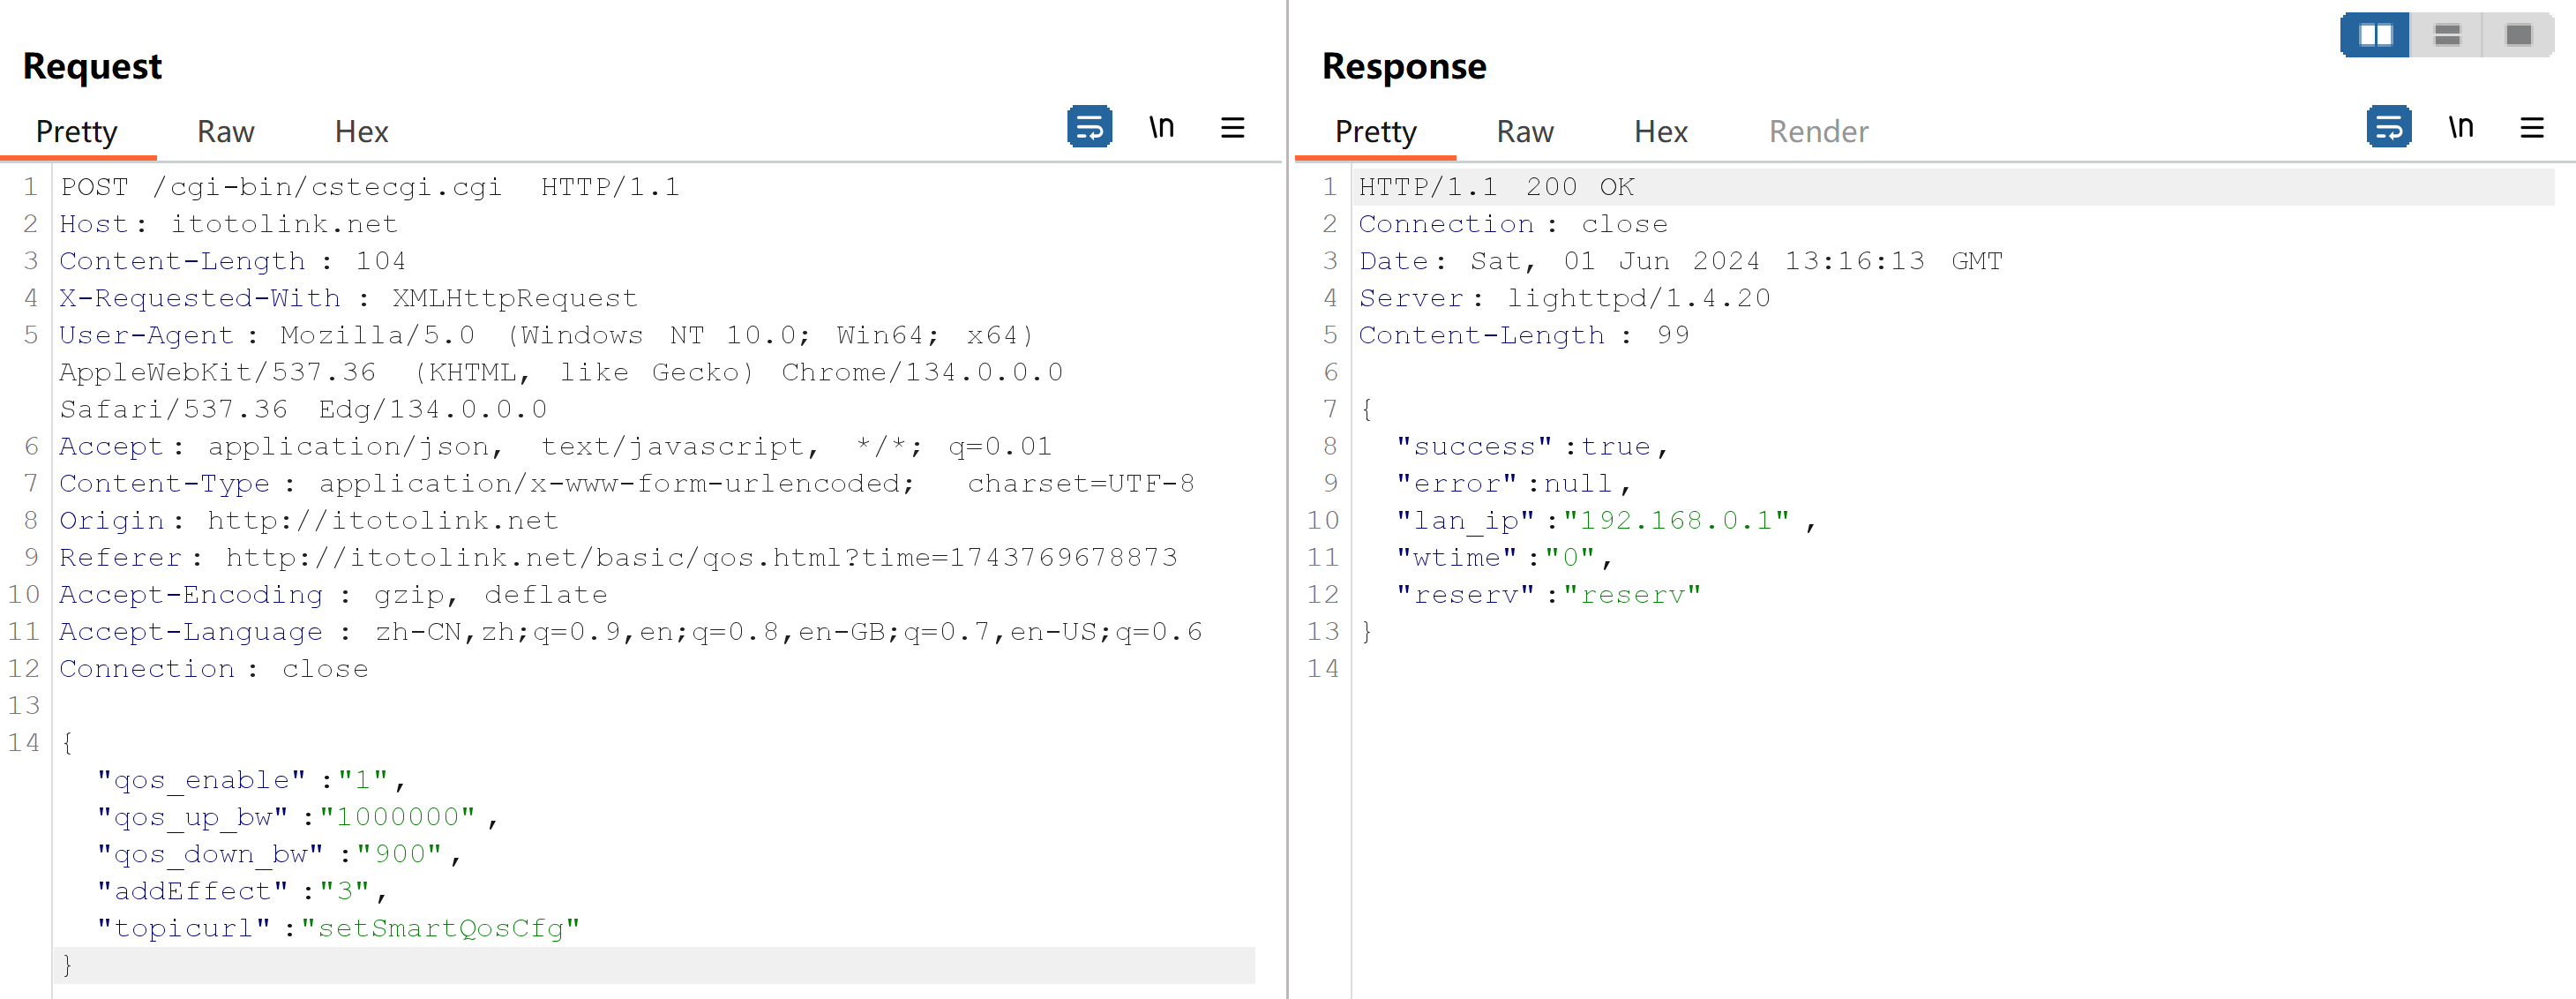 Request
Pretty Raw Hex \n
1 POST /cgi-bin/cstecgi.cgi HTTP/1.1
2 Host: itotolink.net
3 Content-Length : 104
4 X-Requested-With : XMLHttpRequest
5 User-Agent : Mozilla/5.0 (Windows NT 10.0; Win64; x64)
AppleWebKit/537.36 (KHTML, like Gecko) Chrome/134.0.0.0
Safari/537.36 Edg/134.0.0.0
6 Accept: application/json, text/javascript, */*; q=0.01
7 Content-Type : application/x-www-form-urlencoded; charset=UTF-8
8 Origin: http://itotolink.net
9 Referer: http://itotolink.net/basic/qos.html?time=1743769678873
10 Accept-Encoding : gzip, deflate
11 Accept-Language : zh-CN,zh;q=0.9,en;q=0.8,en-GB;q=0.7,en-US;q=0.6
12 Connection : close
13
14 {
"qos_enable" :"1",
"qos_up_bw" :"1000000" ,
"qos_down_bw" :"900" ,
"addEffect" :"3",
"topicurl" :"setSmartQosCfg"
}
Response
Pretty Raw Hex Render \n
1 HTTP/1.1 200 OK
2 Connection : close
3 Date: Sat, 01 Jun 2024 13:16:13 GMT
4 Server: lighttpd/1.4.20
5 Content-Length : 99
6
7 {
8 "success" :true,
9 "error" :null,
10 "lan_ip" :"192.168.0.1" ,
11 "wtime" :"0",
12 "reserv" :"reserv"
13 }
14